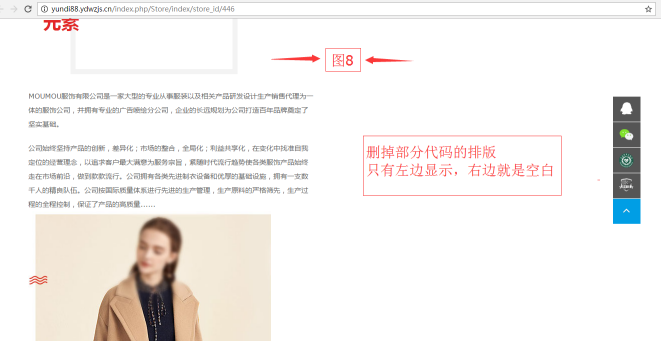 yundi88.ydwzjs.cn/index.php/Store/Index/store_id/446
元素
图8
MOUMOU服饰有限公司是一家大型的专业从事服装以及相关产品研发设计生产销售代理为一
体的服饰公司，并拥有专业的广告喷绘分公司，企业的长远规划为公司打造百年品牌奠定了
坚实基础。
公司始终坚持产品的创新，差异化；市场的整合，全局化；利益共享化，在变化中找准自我
定位的经营理念，以追求客户最大满意为服务宗旨，紧随时代流行趋势使各类服饰产品始终
走在市场前沿，做到款款流行。公司拥有各类先进制衣设备和优厚的基础设施，拥有一支数
千人的精良队伍。公司按国际质量体系进行先进的生产管理，生产原料的严格筛先，生产过
程的全程控制，保证了产品的高质量……
删掉部分代码的排版
只有左边显示，右边就是空白